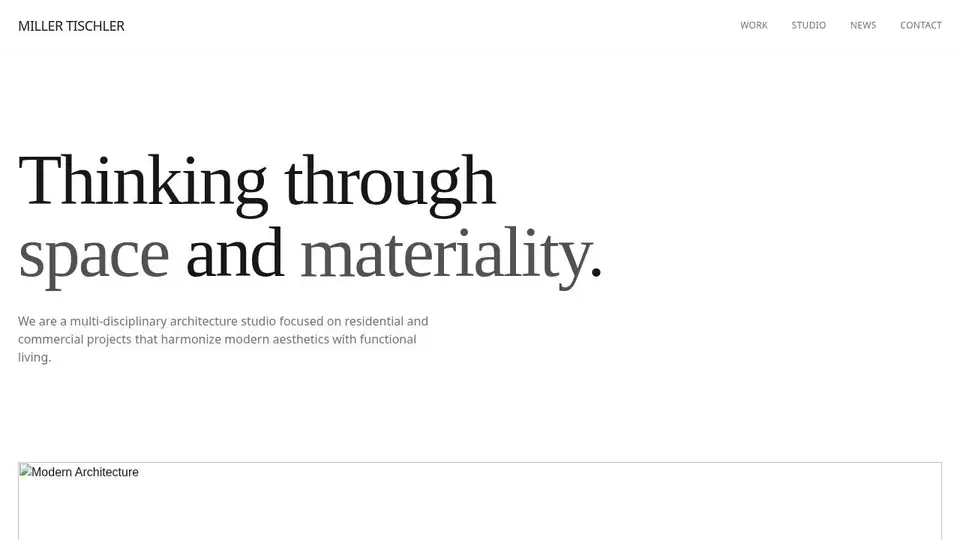 MILLER TISCHLER
WORK STUDIO NEWS CONTACT
Thinking through
space and materiality.
We are a multi-disciplinary architecture studio focused on residential and
commercial projects that harmonize modern aesthetics with functional
living.
Modern Architecture